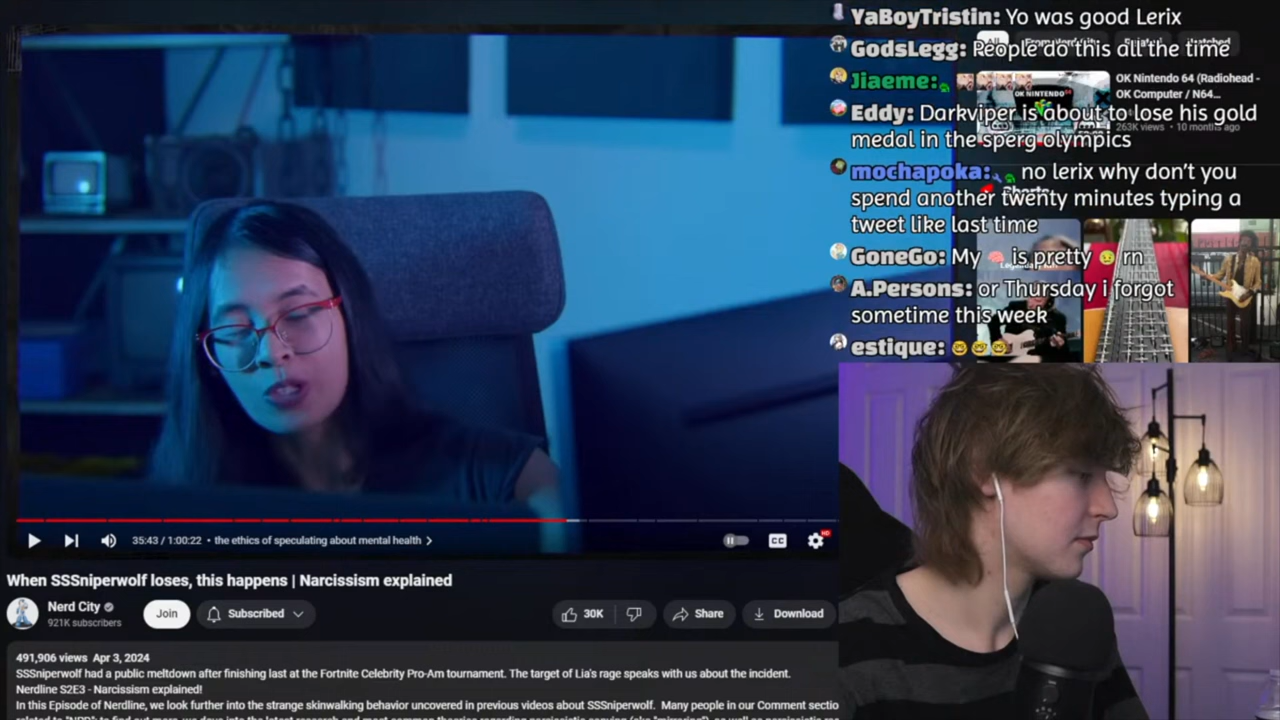 YaBoyTristin: Yo was good Lerix
GodsLegg: People do this all the time
Jiaeme:
OK NINTENDO
OK Nintendo 64 (Radiohead -
OK Computer / N64...
263K views • 10 months ago
Eddy: Darkviper is about to lose his gold
medal in the sperg olympics
mochapoka: no lerix why don't you
spend another twenty minutes typing a
tweet like last time
Shorts
GoneGo: My 🧠 is pretty 🤢 rn
A.Persons: or Thursday i forgot
sometime this week
estique: 🤓🤓🤓
35:43 / 1:00:22 • the ethics of speculating about mental health
CC
HD
When SSSniperwolf loses, this happens | Narcissism explained
Nerd City
921K subscribers
Join
Subscribed
30K
Share
Download
491,906 views Apr 3, 2024
SSSniperwolf had a public meltdown after finishing last at the Fortnite Celebrity Pro-Am tournament. The target of Lia's rage speaks with us about the incident.
Nerdline S2E3 - Narcissism explained!
In this Episode of Nerdline, we look further into the strange skinwalking behavior uncovered in previous videos about SSSniperwolf. Many people in our Comment sectio